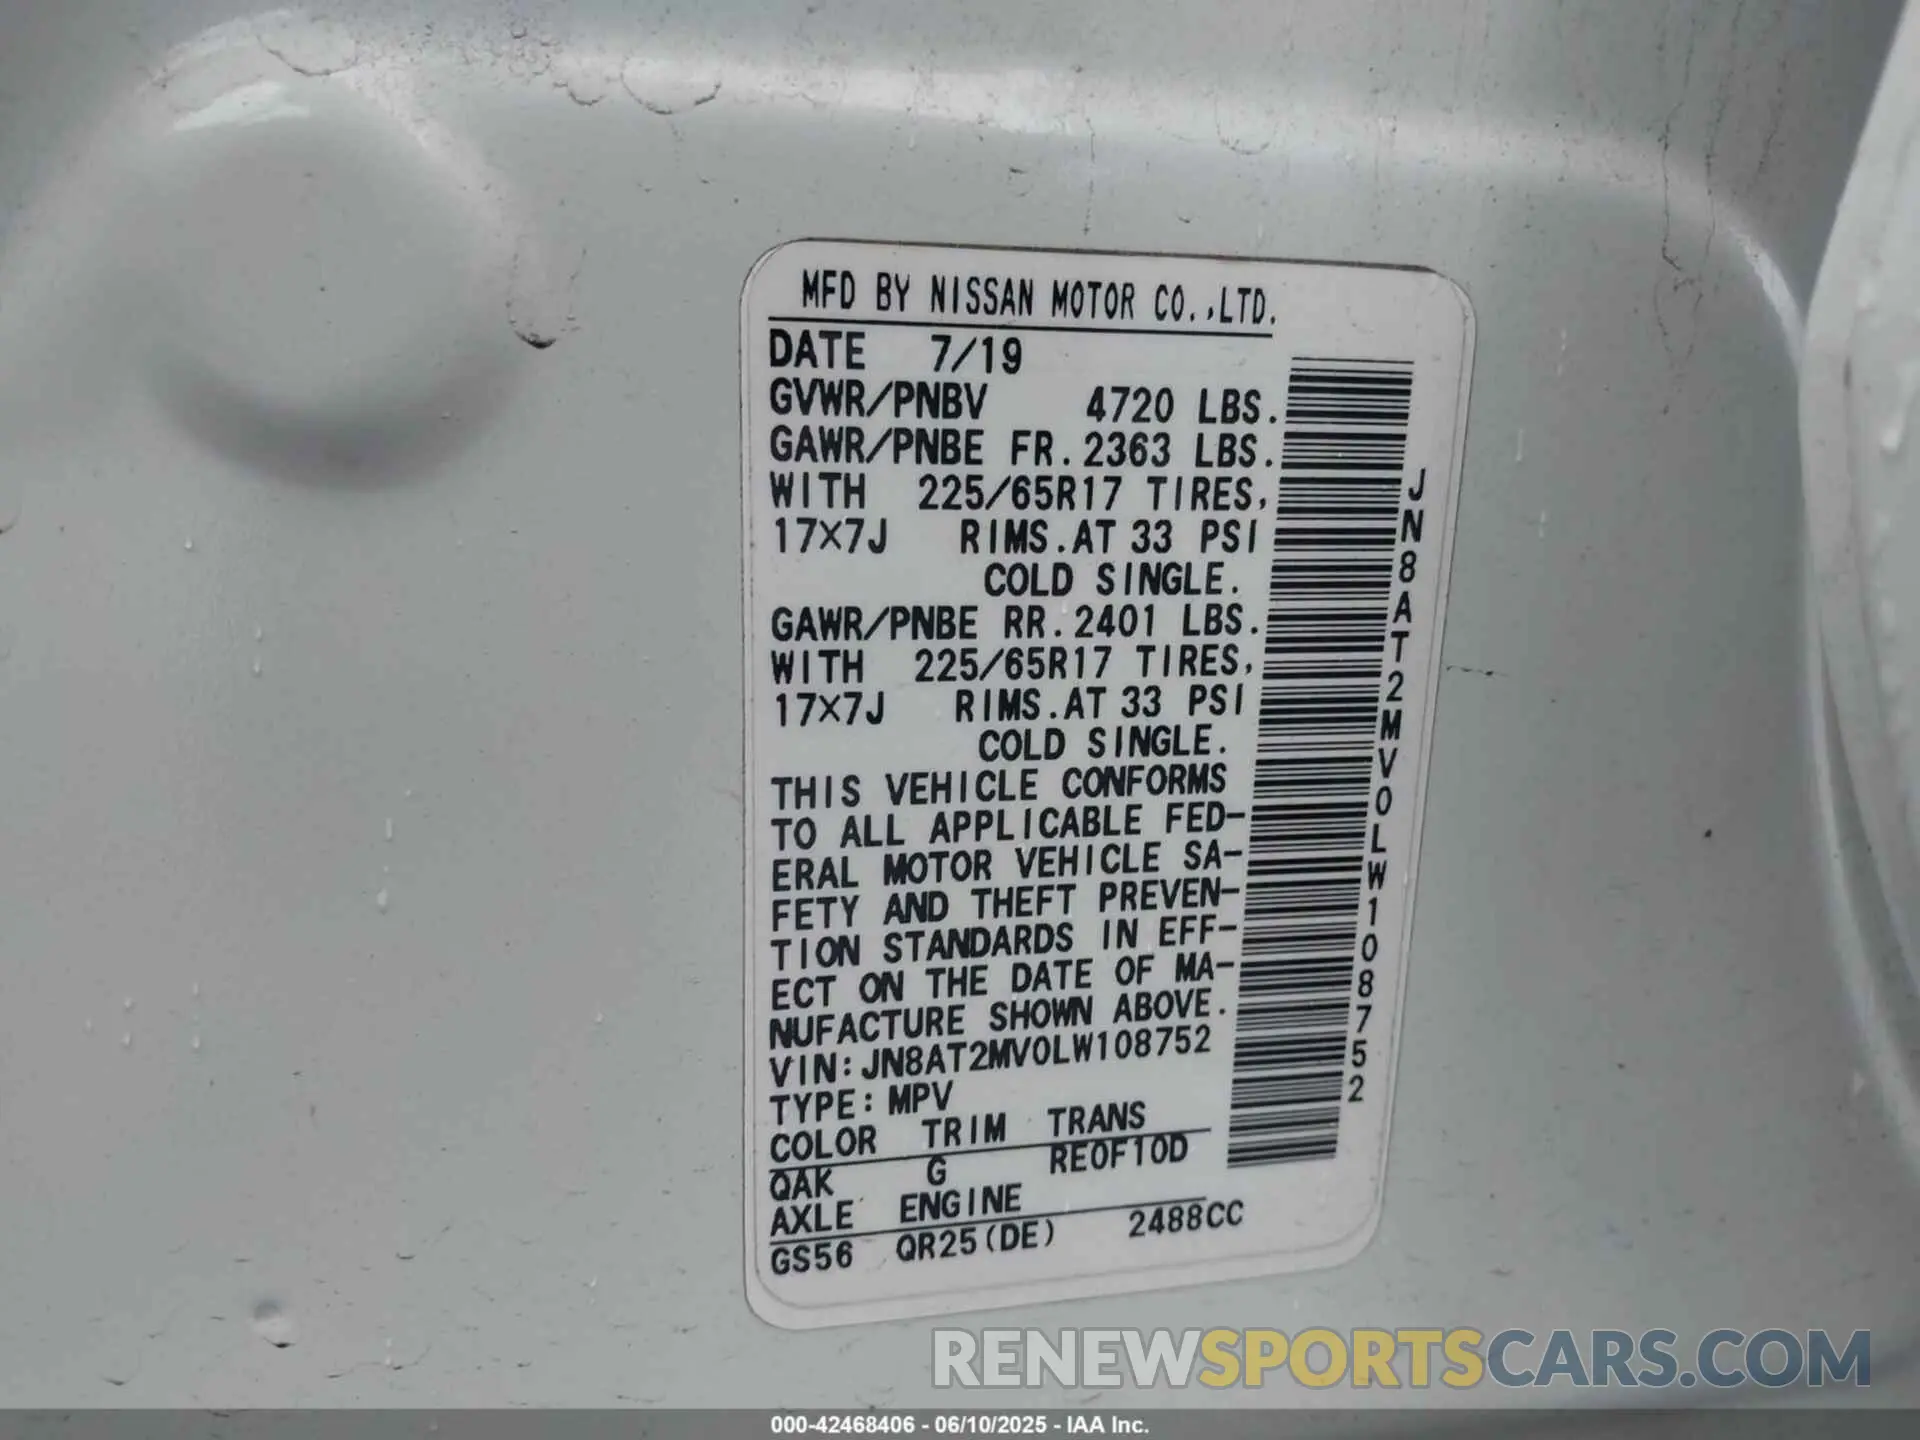 MFD BY NISSAN MOTOR CO.,LTD.
DATE 7/19
GVWR/PNBV 4720 LBS.
GAWR/PNBE FR.2363 LBS.
WITH 225/65R17 TIRES,
17X7J RIMS.AT 33 PSI
COLD SINGLE.
GAWR/PNBE RR.2401 LBS.
WITH 225/65R17 TIRES,
17X7J RIMS.AT 33 PSI
COLD SINGLE.
THIS VEHICLE CONFORMS
TO ALL APPLICABLE FED-
ERAL MOTOR VEHICLE SA-
FETY AND THEFT PREVEN-
TION STANDARDS IN EFF-
ECT ON THE DATE OF MA-
NUFACTURE SHOWN ABOVE.
VIN:JN8AT2MV0LW108752
TYPE:MPV
COLOR TRIM TRANS
QAK G RE0F10D
AXLE ENGINE
GS56 QR25(DE) 2488CC
JN8AT2MV0LW108752
RENEWSPORTSCARS.COM
000-42468406 - 06/10/2025 - IAA Inc.